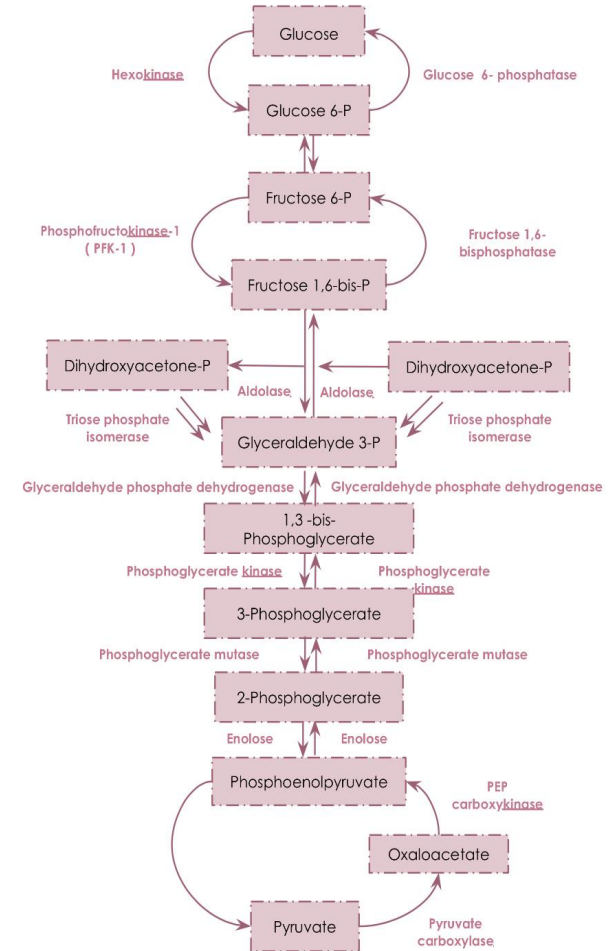 Glucose
Hexokinase
Glucose 6- phosphatase
Glucose 6-P
Fructose 6-P
Phosphofructokinase-1
( PFK-1 )
Fructose 1,6-
bisphosphatase
Fructose 1,6-bis-P
Dihydroxyacetone-P
Dihydroxyacetone-P
Aldolase
Aldolase
Triose phosphate
isomerase
Triose phosphate
isomerase
Glyceraldehyde 3-P
Glyceraldehyde phosphate dehydrogenase
Glyceraldehyde phosphate dehydrogenase
1,3 -bis-
Phosphoglycerate
Phosphoglycerate kinase
Phosphoglycerate
kinase
3-Phosphoglycerate
Phosphoglycerate mutase
Phosphoglycerate mutase
2-Phosphoglycerate
Enolose
Enolose
Phosphoenolpyruvate
PEP
carboxykinase
Oxaloacetate
Pyruvate
Pyruvate
carboxylase